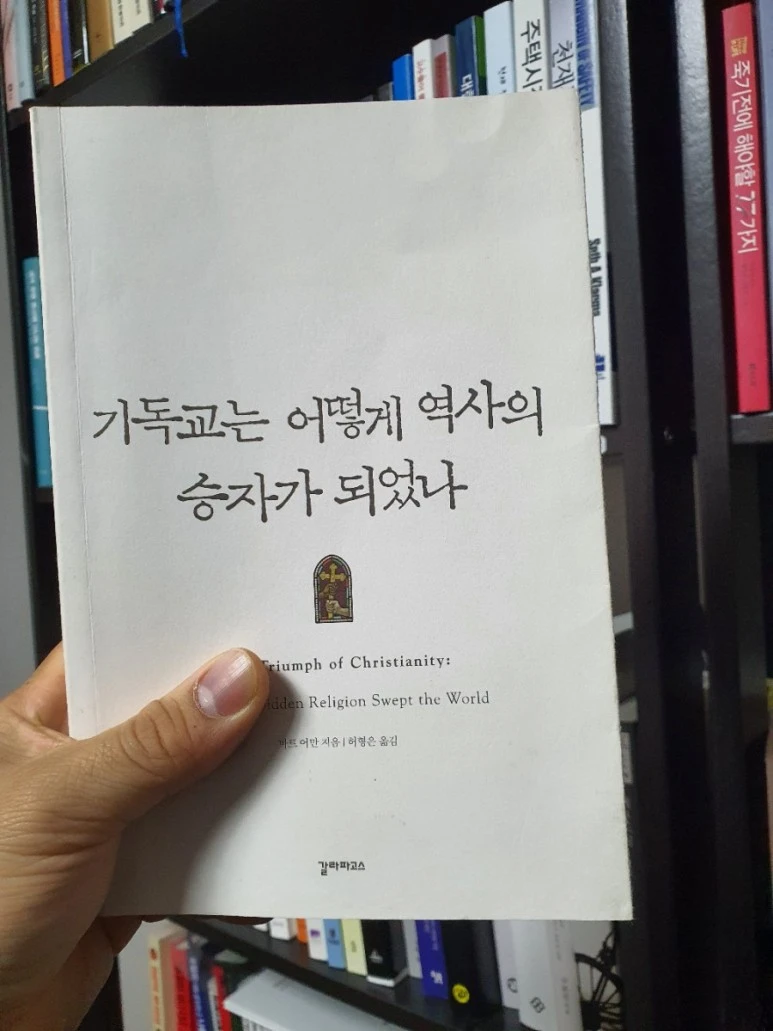 기독교는 어떻게 역사의
승자가 되었나
Triumph of Christianity:
Religion Swept the World
바트 어만 지음 | 허형은 옮김
갈라파고스
죽기전에 해야할 77가지
주택시
천재
Seth A. Klarman